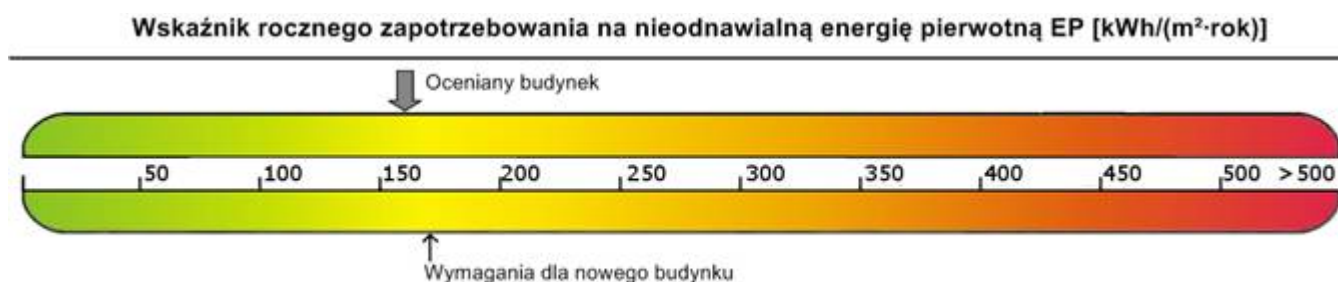 Wskaźnik rocznego zapotrzebowania na nieodnawialną energię pierwotną EP [kWh/(m²·rok)]
Oceniany budynek
50 100 150 200 250 300 350 400 450 500 > 500
Wymagania dla nowego budynku